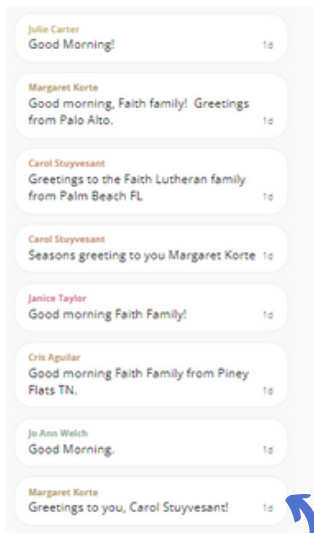 Julie Carter
Good Morning!
1d
Margaret Korte
Good morning, Faith family!  Greetings
from Palo Alto.
1d
Carol Stuyvesant
Greetings to the Faith Lutheran family
from Palm Beach FL
1d
Carol Stuyvesant
Seasons greeting to you Margaret Korte 1d
Janice Taylor
Good morning Faith Family!
1d
Cris Aguilar
Good morning Faith Family from Piney
Flats TN.
1d
Jo Ann Welch
Good Morning.
1d
Margaret Korte
Greetings to you, Carol Stuyvesant!
1d